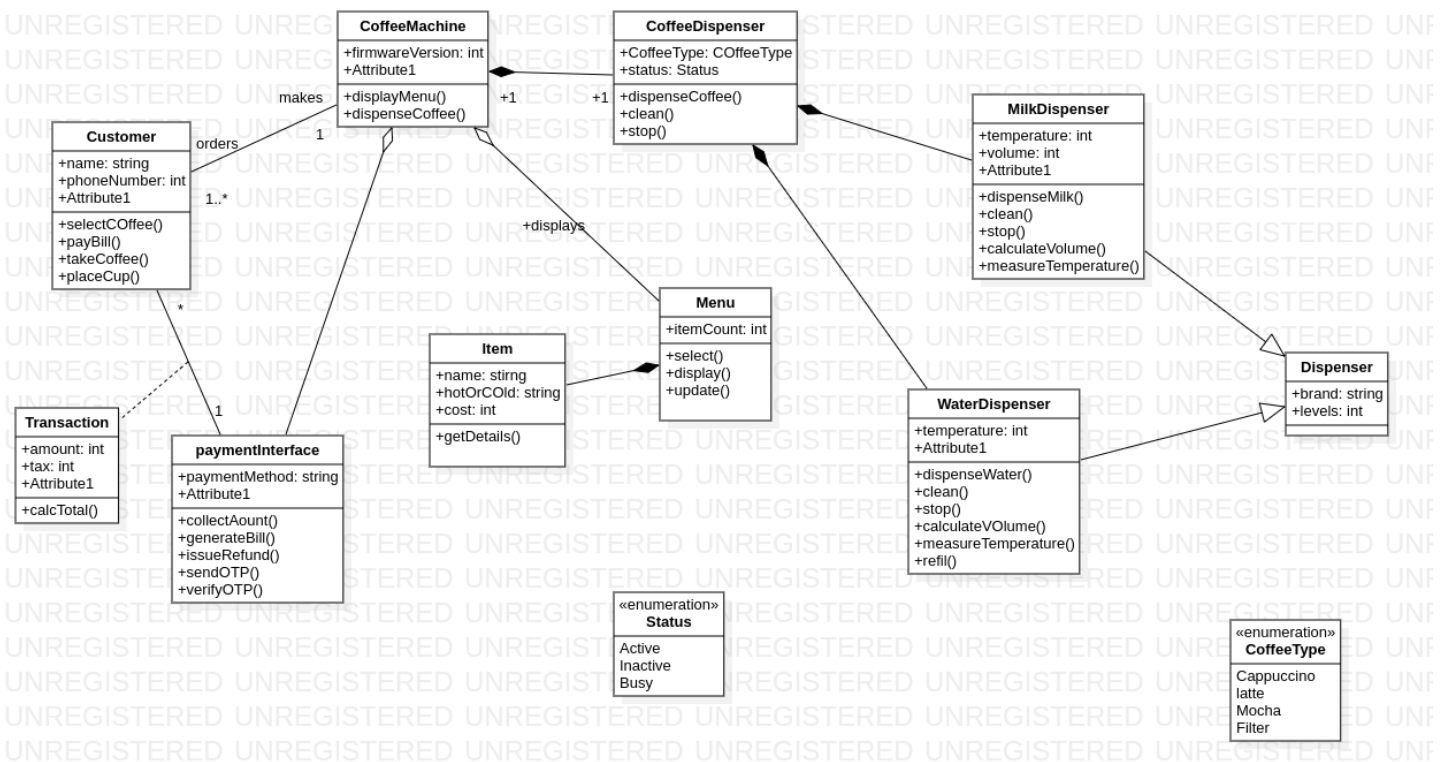 CoffeeMachine
+firmwareVersion: int
+Attribute1
+displayMenu()
+dispenseCoffee()
CoffeeDispenser
+CoffeeType: COffeeType
+status: Status
+dispenseCoffee()
+clean()
+stop()
+1
+1
makes
1
orders
1..*
Customer
+name: string
+phoneNumber: int
+Attribute1
+selectCOffee()
+payBill()
+takeCoffee()
+placeCup()
MilkDispenser
+temperature: int
+volume: int
+Attribute1
+dispenseMilk()
+clean()
+stop()
+calculateVolume()
+measureTemperature()
+displays
*
1
Menu
+itemCount: int
+select()
+display()
+update()
Item
+name: stirng
+hotOrCOld: string
+cost: int
+getDetails()
Dispenser
+brand: string
+levels: int
WaterDispenser
+temperature: int
+Attribute1
+dispenseWater()
+clean()
+stop()
+calculateVOlume()
+measureTemperature()
+refil()
Transaction
+amount: int
+tax: int
+Attribute1
+calcTotal()
paymentInterface
+paymentMethod: string
+Attribute1
+collectAount()
+generateBill()
+issueRefund()
+sendOTP()
+verifyOTP()
«enumeration»
Status
Active
Inactive
Busy
«enumeration»
CoffeeType
Cappuccino
latte
Mocha
Filter
UNREGISTERED